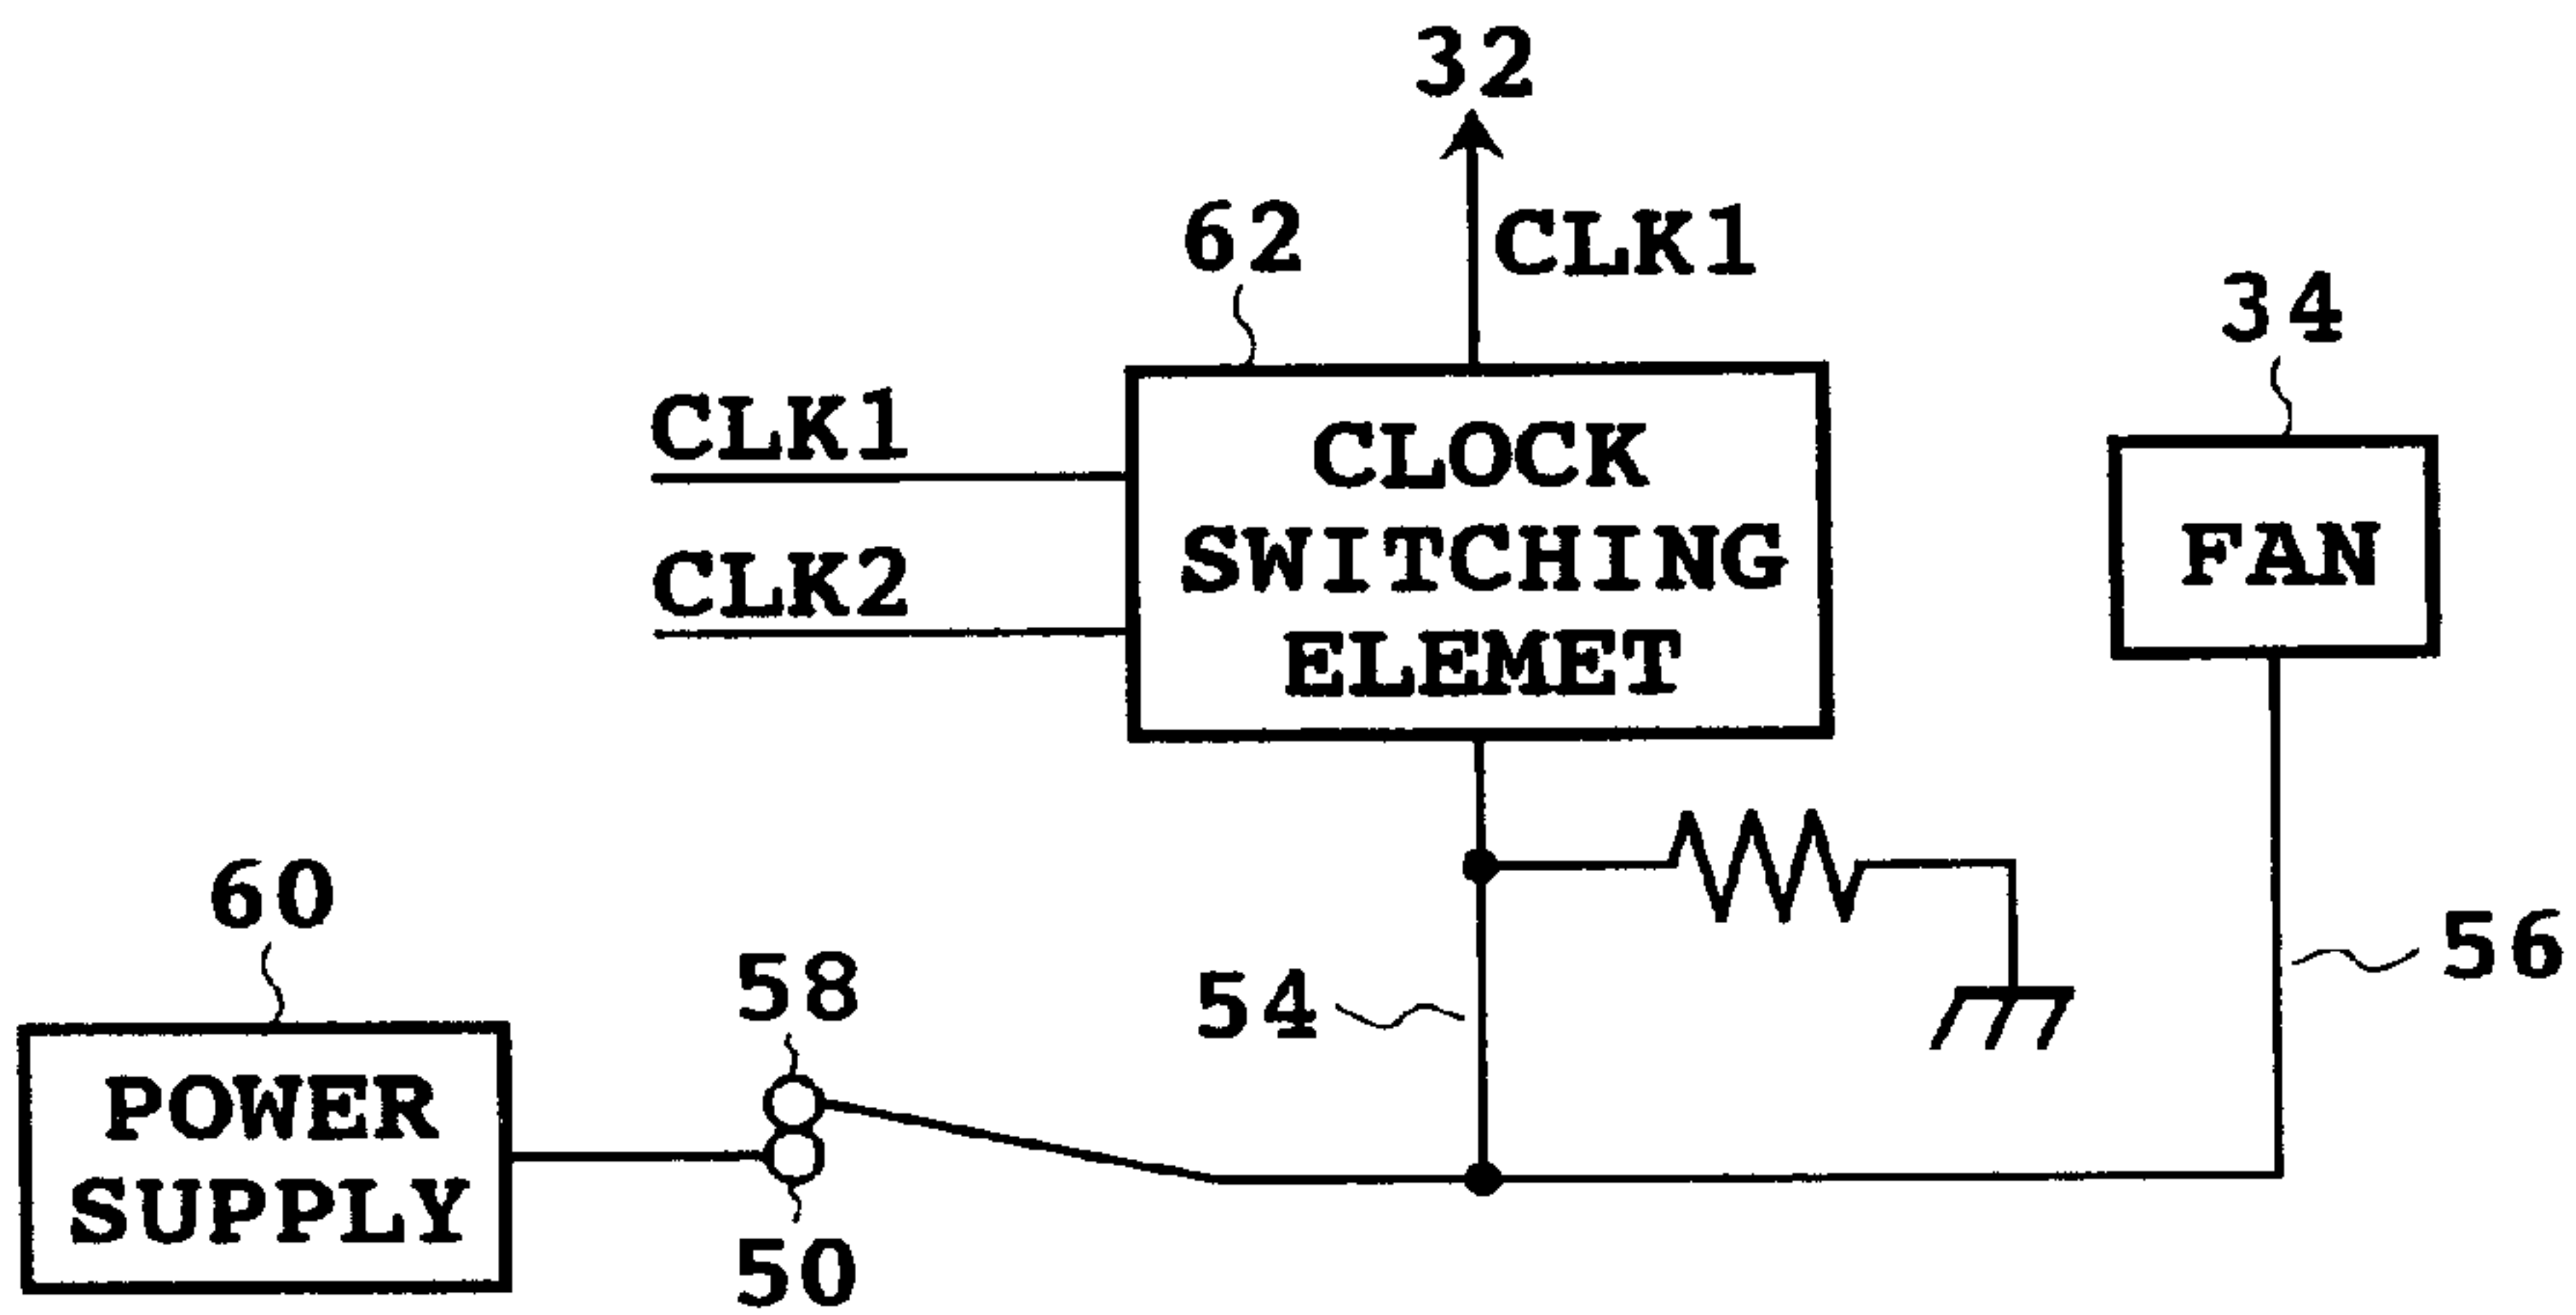 32
62
CLK1
34
CLK1
CLK2
CLOCK
SWITCHING
ELEMET
FAN
60
58
54
56
POWER
SUPPLY
50